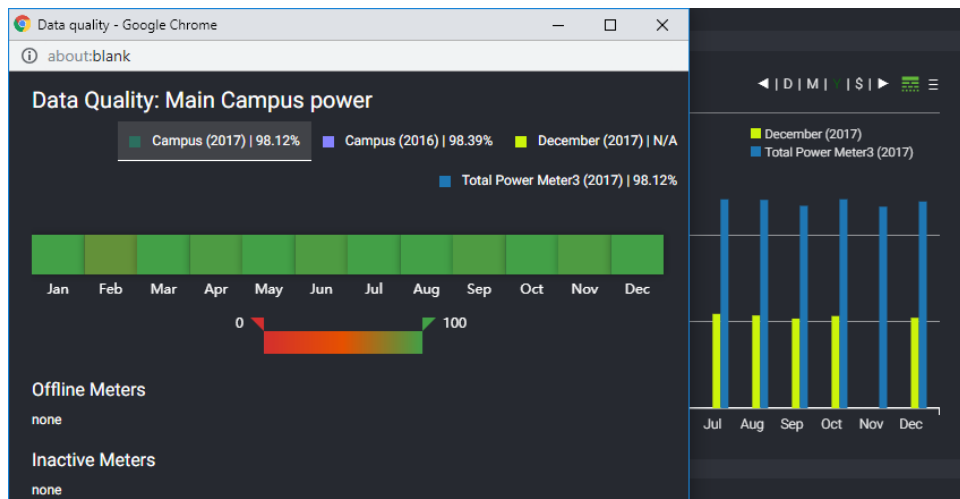 Data quality - Google Chrome
about:blank
Data Quality: Main Campus power
Campus (2017) | 98.12%
Campus (2016) | 98.39%
December (2017) | N/A
Total Power Meter3 (2017) | 98.12%
Jan Feb Mar Apr May Jun Jul Aug Sep Oct Nov Dec
0 100
Offline Meters
none
Inactive Meters
none
◀ | D | M | Y | $ | ▶
December (2017)
Total Power Meter3 (2017)
Jul Aug Sep Oct Nov Dec